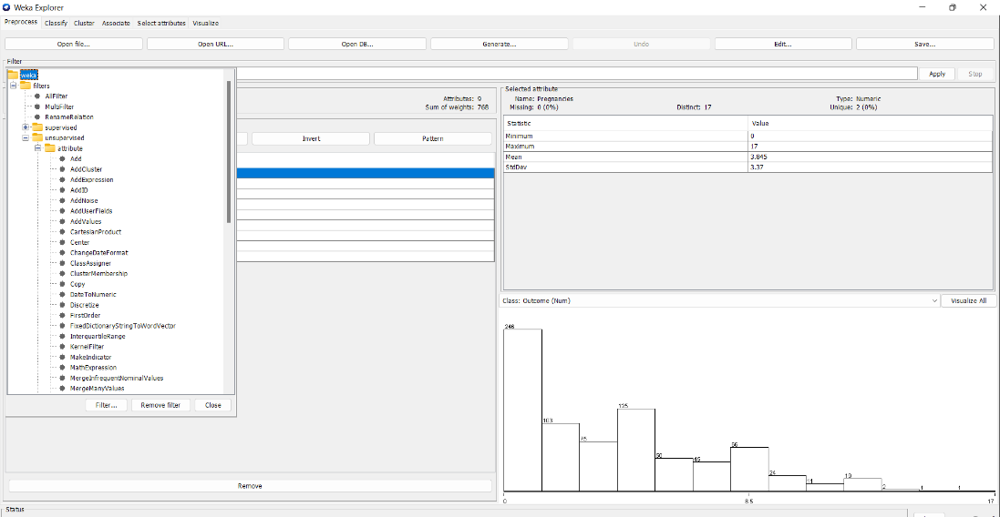 Weka Explorer
Preprocess Classify Cluster Associate Select attributes Visualize
Open file... Open URL... Open DB... Generate... Undo Edit... Save...
Filter
Apply Stop
weka
filters
AllFilter
MultiFilter
RenameRelation
supervised
unsupervised
attribute
Add
AddCluster
AddExpression
AddID
AddNoise
AddUserFields
AddValues
CartesianProduct
Center
ChangeDateFormat
ClassAssigner
ClusterMembership
Copy
DateToNumeric
Discretize
FirstOrder
FixedDictionaryStringToWordVector
InterquartileRange
KernelFilter
MakeIndicator
MathExpression
MergeInfrequentNominalValues
MergeManyValues
Filter... Remove filter Close
Attributes: 9
Sum of weights: 768
Invert Pattern
Remove
Selected attribute
Name: Pregnancies Type: Numeric
Missing: 0 (0%) Distinct: 17 Unique: 2 (0%)
Statistic Value
Minimum 0
Maximum 17
Mean 3.845
StdDev 3.37
Class: Outcome (Num) Visualize All
246
103
75
125
50
45
56
24
11
19
2
1
1
0 8.5 17
Status